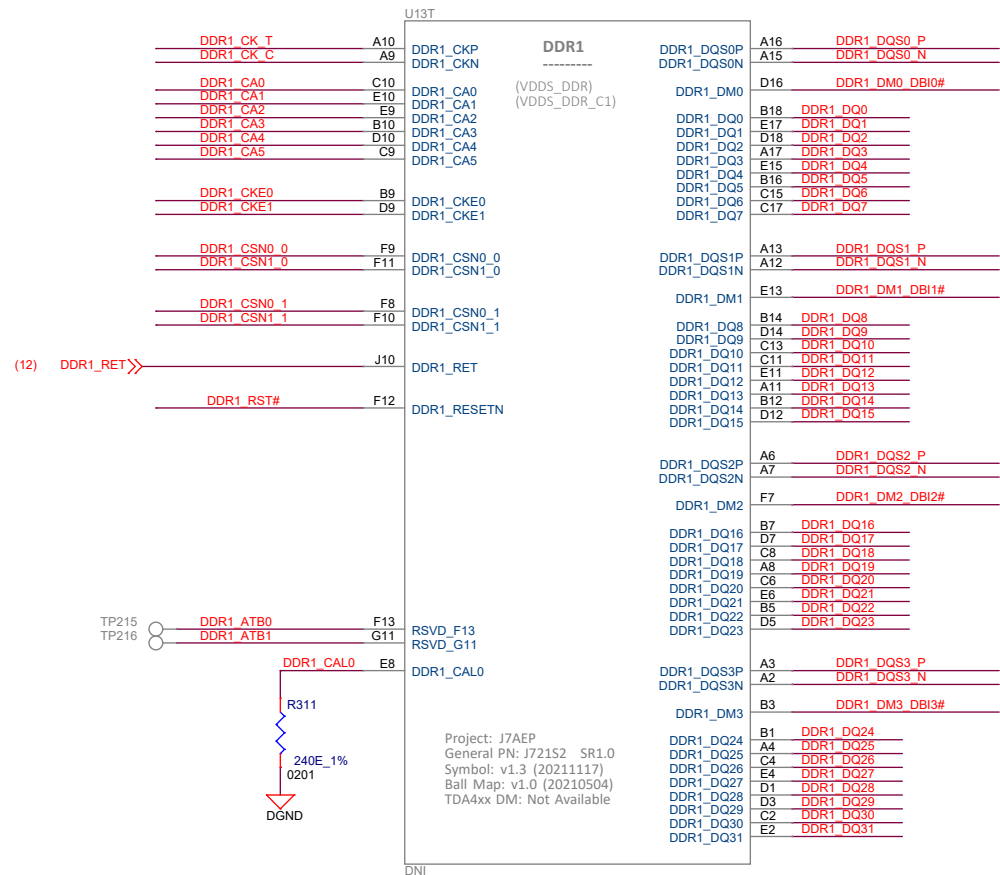 U13T
DDR1
---------
(VDDS_DDR)
(VDDS_DDR_C1)
DDR1_CK_T A10 DDR1_CKP
DDR1_CK_C A9 DDR1_CKN
DDR1_CA0 C10 DDR1_CA0
DDR1_CA1 E10 DDR1_CA1
DDR1_CA2 E9 DDR1_CA2
DDR1_CA3 B10 DDR1_CA3
DDR1_CA4 D10 DDR1_CA4
DDR1_CA5 C9 DDR1_CA5
DDR1_CKE0 B9 DDR1_CKE0
DDR1_CKE1 D9 DDR1_CKE1
DDR1_CSN0_0 F9 DDR1_CSN0_0
DDR1_CSN1_0 F11 DDR1_CSN1_0
DDR1_CSN0_1 F8 DDR1_CSN0_1
DDR1_CSN1_1 F10 DDR1_CSN1_1
(12) DDR1_RET J10 DDR1_RET
DDR1_RST# F12 DDR1_RESETN
TP215 DDR1_ATB0 F13 RSVD_F13
TP216 DDR1_ATB1 G11 RSVD_G11
DDR1_CAL0 E8 DDR1_CAL0
R311
240E_1%
0201
DGND
DDR1_DQS0P A16 DDR1_DQS0_P
DDR1_DQS0N A15 DDR1_DQS0_N
DDR1_DM0 D16 DDR1_DM0_DBI0#
DDR1_DQ0 B18 DDR1_DQ0
DDR1_DQ1 E17 DDR1_DQ1
DDR1_DQ2 D18 DDR1_DQ2
DDR1_DQ3 A17 DDR1_DQ3
DDR1_DQ4 E15 DDR1_DQ4
DDR1_DQ5 B16 DDR1_DQ5
DDR1_DQ6 C15 DDR1_DQ6
DDR1_DQ7 C17 DDR1_DQ7
DDR1_DQS1P A13 DDR1_DQS1_P
DDR1_DQS1N A12 DDR1_DQS1_N
DDR1_DM1 E13 DDR1_DM1_DBI1#
DDR1_DQ8 B14 DDR1_DQ8
DDR1_DQ9 D14 DDR1_DQ9
DDR1_DQ10 C13 DDR1_DQ10
DDR1_DQ11 C11 DDR1_DQ11
DDR1_DQ12 E11 DDR1_DQ12
DDR1_DQ13 A11 DDR1_DQ13
DDR1_DQ14 B12 DDR1_DQ14
DDR1_DQ15 D12 DDR1_DQ15
DDR1_DQS2P A6 DDR1_DQS2_P
DDR1_DQS2N A7 DDR1_DQS2_N
DDR1_DM2 F7 DDR1_DM2_DBI2#
DDR1_DQ16 B7 DDR1_DQ16
DDR1_DQ17 D7 DDR1_DQ17
DDR1_DQ18 C8 DDR1_DQ18
DDR1_DQ19 A8 DDR1_DQ19
DDR1_DQ20 C6 DDR1_DQ20
DDR1_DQ21 E6 DDR1_DQ21
DDR1_DQ22 B5 DDR1_DQ22
DDR1_DQ23 D5 DDR1_DQ23
DDR1_DQS3P A3 DDR1_DQS3_P
DDR1_DQS3N A2 DDR1_DQS3_N
DDR1_DM3 B3 DDR1_DM3_DBI3#
DDR1_DQ24 B1 DDR1_DQ24
DDR1_DQ25 A4 DDR1_DQ25
DDR1_DQ26 C4 DDR1_DQ26
DDR1_DQ27 E4 DDR1_DQ27
DDR1_DQ28 D1 DDR1_DQ28
DDR1_DQ29 D3 DDR1_DQ29
DDR1_DQ30 C2 DDR1_DQ30
DDR1_DQ31 E2 DDR1_DQ31
Project: J7AEP
General PN: J721S2 SR1.0
Symbol: v1.3 (20211117)
Ball Map: v1.0 (20210504)
TDA4xx DM: Not Available
DNI